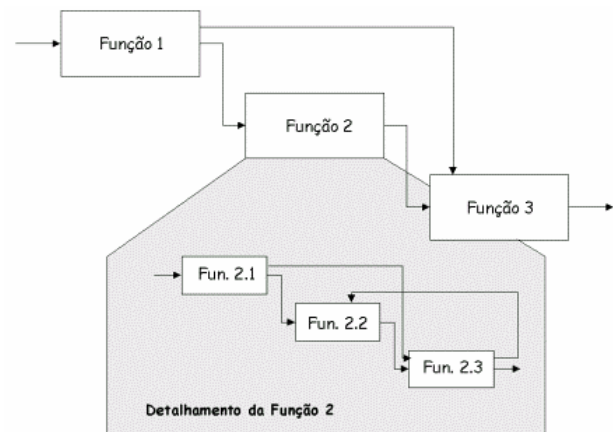 Função 1
Função 2
Função 3
Fun. 2.1
Fun. 2.2
Fun. 2.3
Detalhamento da Função 2